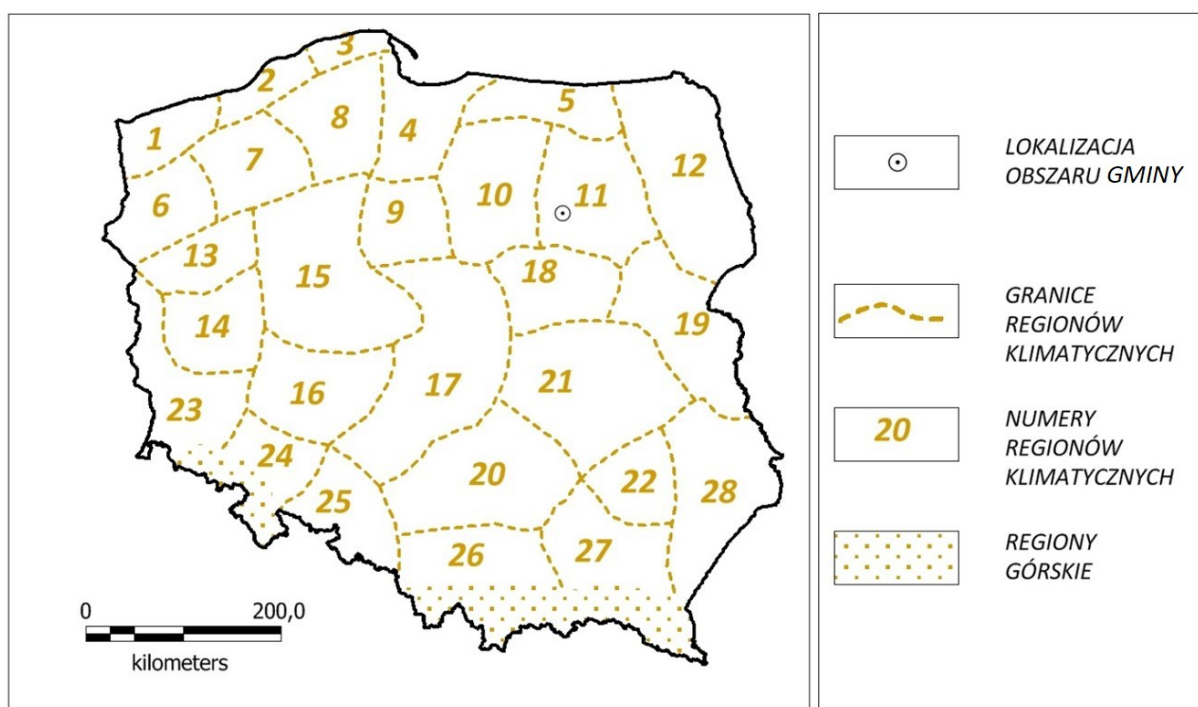 3
2
8
5
1
4
7
12
6
10
11
9
13
18
15
14
19
17
21
16
23
24
20
22
25
28
26
27
0 200,0
kilometers
LOKALIZACJA
OBSZARU GMINY
GRANICE
REGIONÓW
KLIMATYCZNYCH
20
NUMERY
REGIONÓW
KLIMATYCZNYCH
REGIONY
GÓRSKIE